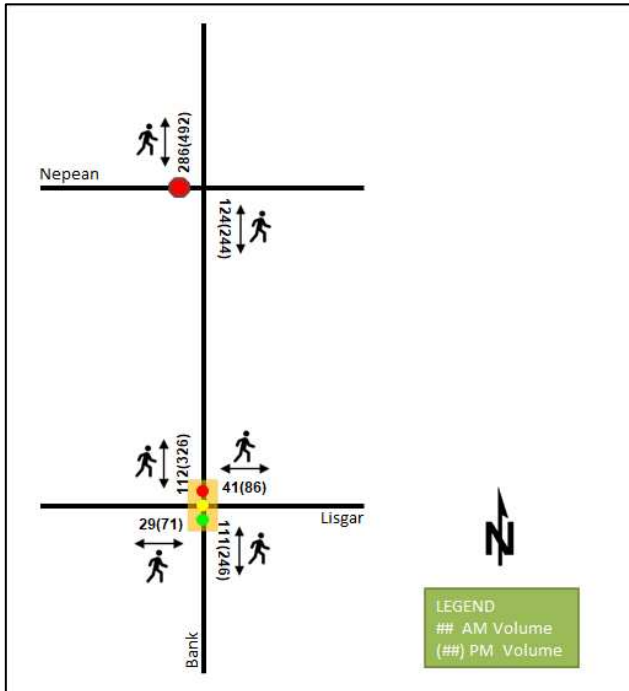 286(492)
Nepean
124(244)
112(326)
41(86)
Lisgar
29(71)
111(246)
N
Bank
LEGEND
## AM Volume
(##) PM Volume